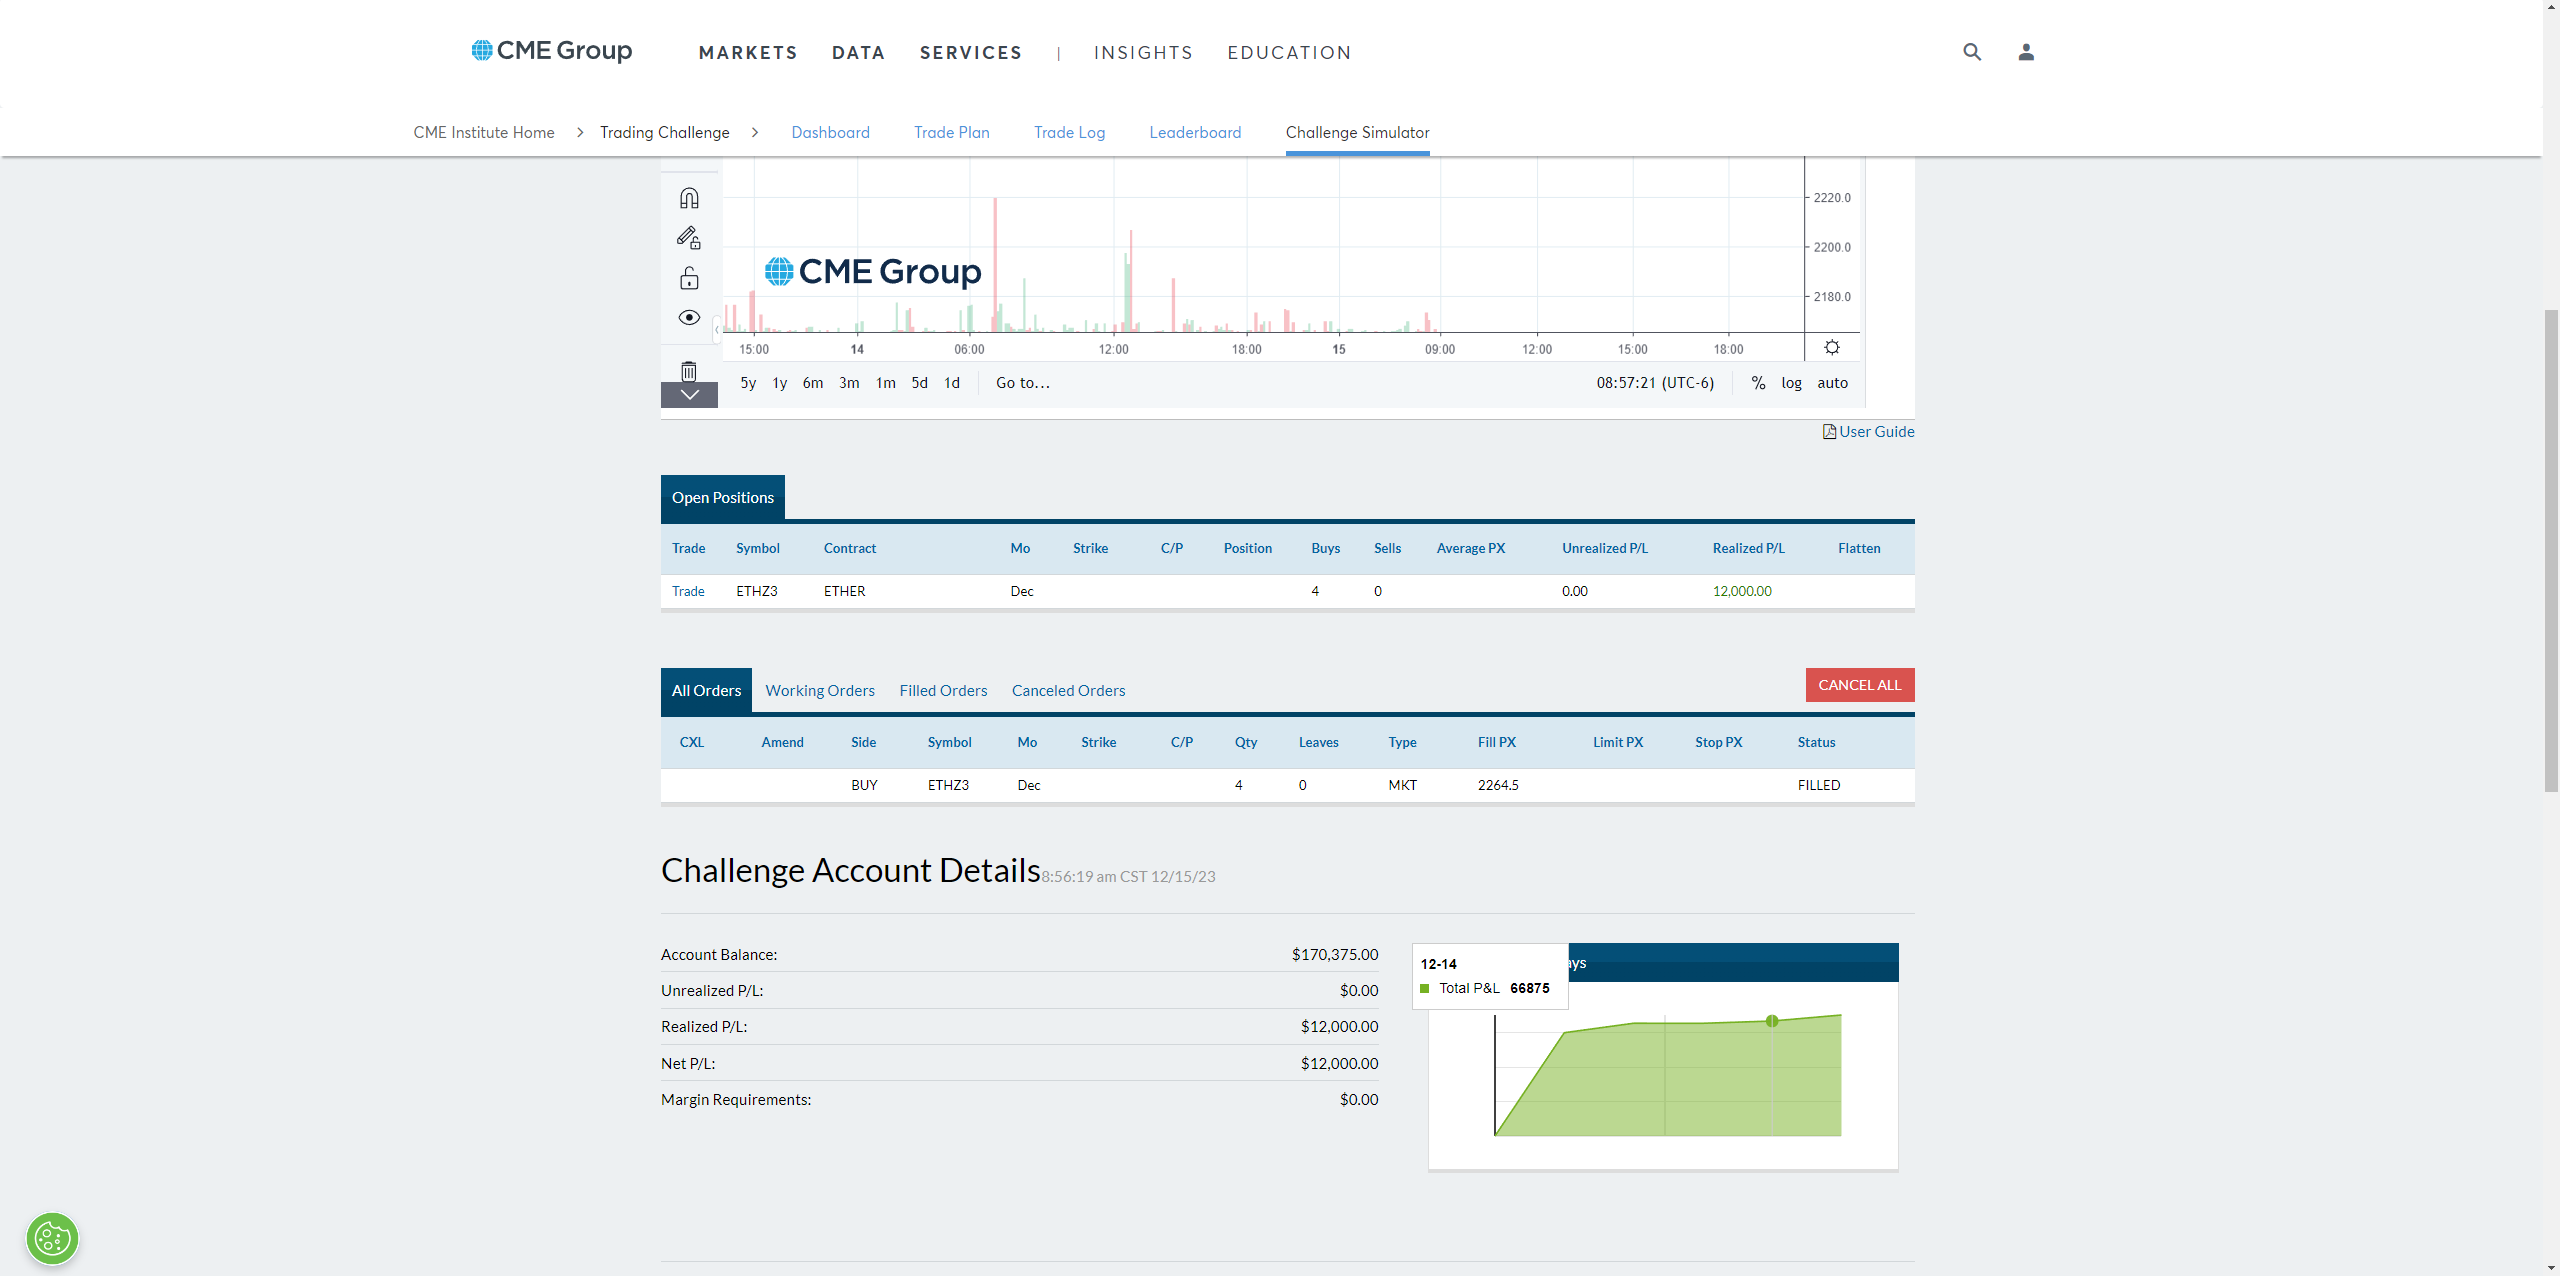 CME Group MARKETS DATA SERVICES | INSIGHTS EDUCATION
CME Institute Home > Trading Challenge > Dashboard Trade Plan Trade Log Leaderboard Challenge Simulator
2220.0
2200.0
CME Group
2180.0
15:00 14 06:00 12:00 18:00 15 09:00 12:00 15:00 18:00
5y 1y 6m 3m 1m 5d 1d Go to... 08:57:21 (UTC-6) % log auto
User Guide
Open Positions
Trade Symbol Contract Mo Strike C/P Position Buys Sells Average PX Unrealized P/L Realized P/L Flatten
Trade ETHZ3 ETHER Dec 4 0 0.00 12,000.00
All Orders Working Orders Filled Orders Canceled Orders CANCEL ALL
CXL Amend Side Symbol Mo Strike C/P Qty Leaves Type Fill PX Limit PX Stop PX Status
BUY ETHZ3 Dec 4 0 MKT 2264.5 FILLED
Challenge Account Details 8:56:19 am CST 12/15/23
Account Balance: $170,375.00
Unrealized P/L: $0.00
Realized P/L: $12,000.00
Net P/L: $12,000.00
Margin Requirements: $0.00
12-14
Total P&L 66875